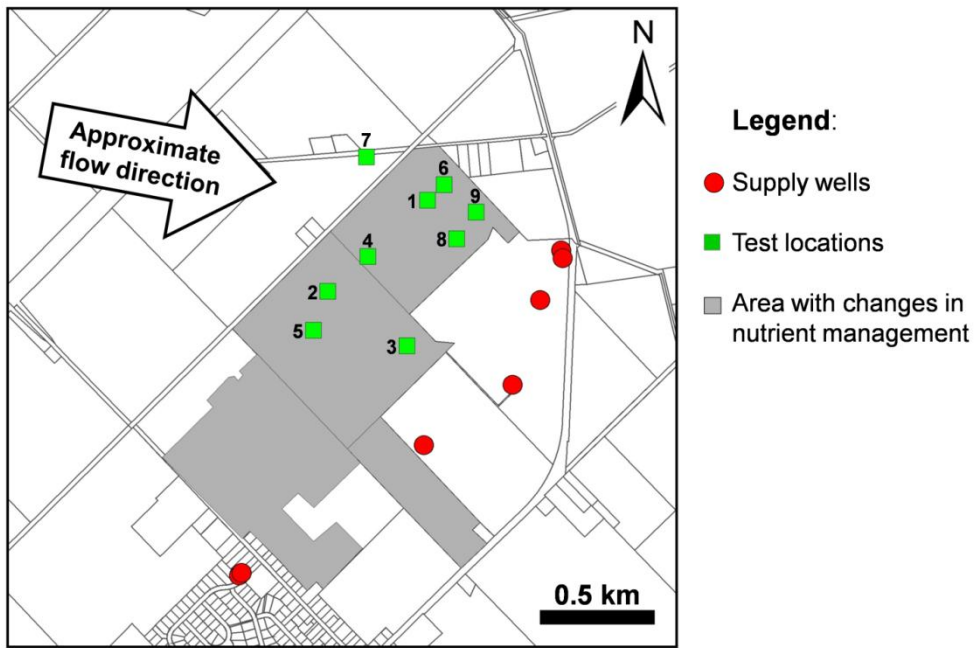 N
Approximate
flow direction
7
6
1
9
8
4
2
5
3
0.5 km
Legend:
Supply wells
Test locations
Area with changes in
nutrient management